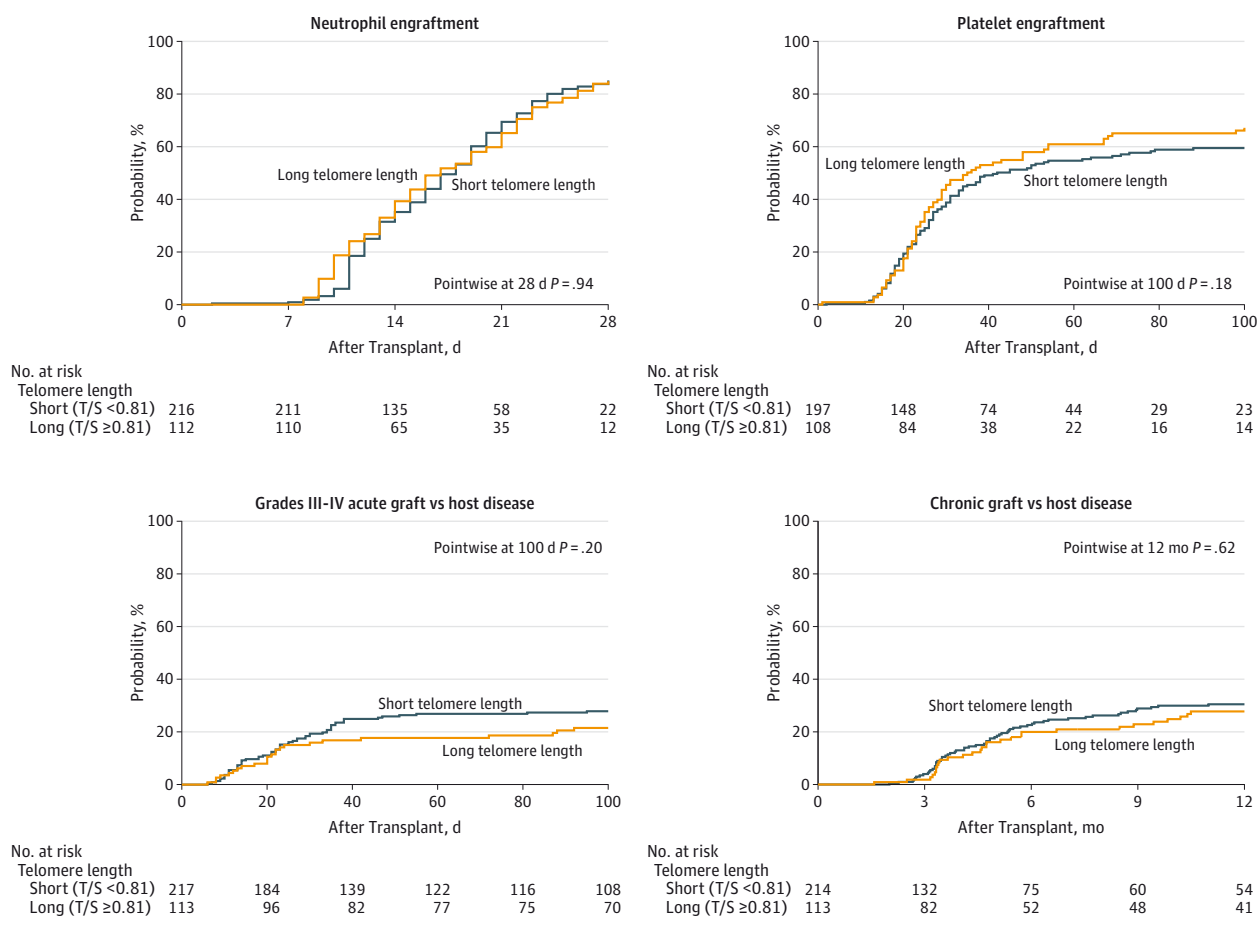 Neutrophil engraftment
100
80
60
40
20
0
Probability, %
Long telomere length
Short telomere length
Pointwise at 28 d P = .94
0 7 14 21 28
After Transplant, d
No. at risk
Telomere length
Short (T/S <0.81) 216 211 135 58 22
Long (T/S ≥0.81) 112 110 65 35 12
Platelet engraftment
100
80
60
40
20
0
Probability, %
Long telomere length
Short telomere length
Pointwise at 100 d P = .18
0 20 40 60 80 100
After Transplant, d
No. at risk
Telomere length
Short (T/S <0.81) 197 148 74 44 29 23
Long (T/S ≥0.81) 108 84 38 22 16 14
Grades III-IV acute graft vs host disease
100
80
60
40
20
0
Probability, %
Pointwise at 100 d P = .20
Short telomere length
Long telomere length
0 20 40 60 80 100
After Transplant, d
No. at risk
Telomere length
Short (T/S <0.81) 217 184 139 122 116 108
Long (T/S ≥0.81) 113 96 82 77 75 70
Chronic graft vs host disease
100
80
60
40
20
0
Probability, %
Pointwise at 12 mo P = .62
Short telomere length
Long telomere length
0 3 6 9 12
After Transplant, mo
No. at risk
Telomere length
Short (T/S <0.81) 214 132 75 60 54
Long (T/S ≥0.81) 113 82 52 48 41